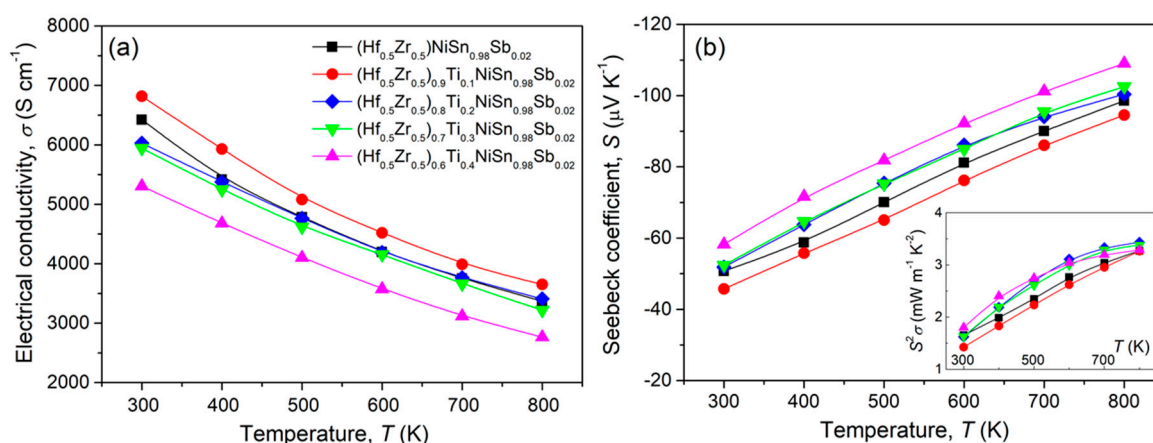 (a)
Electrical conductivity, σ (S cm⁻¹)
8000
7000
6000
5000
4000
3000
2000
(Hf₀.₅Zr₀.₅)NiSn₀.₉₈Sb₀.₀₂
(Hf₀.₅Zr₀.₅)₀.₉Ti₀.₁NiSn₀.₉₈Sb₀.₀₂
(Hf₀.₅Zr₀.₅)₀.₈Ti₀.₂NiSn₀.₉₈Sb₀.₀₂
(Hf₀.₅Zr₀.₅)₀.₇Ti₀.₃NiSn₀.₉₈Sb₀.₀₂
(Hf₀.₅Zr₀.₅)₀.₆Ti₀.₄NiSn₀.₉₈Sb₀.₀₂
300 400 500 600 700 800
Temperature, T (K)
(b)
Seebeck coefficient, S (μV K⁻¹)
-120
-100
-80
-60
-40
-20
300 400 500 600 700 800
Temperature, T (K)
S²σ (mW m⁻¹ K⁻²)
4
3
2
1
T (K)
300 500 700